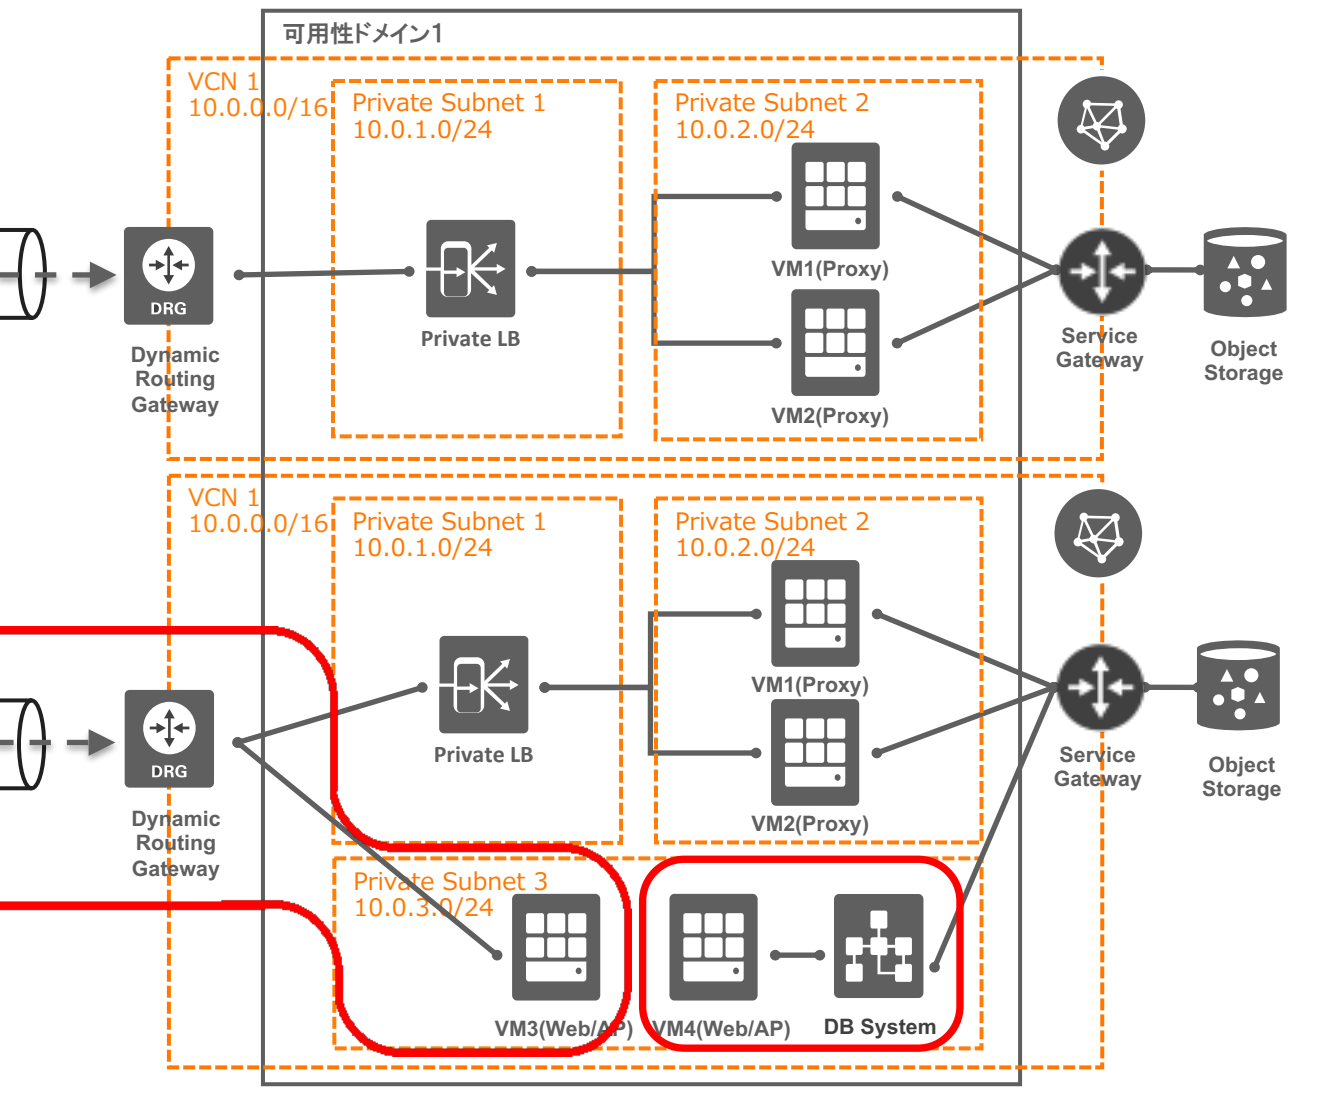 可用性ドメイン1
VCN 1
10.0.0.0/16
Private Subnet 1
10.0.1.0/24
Private Subnet 2
10.0.2.0/24
VM1(Proxy)
DRG
Dynamic
Routing
Gateway
Private LB
VM2(Proxy)
Service
Gateway
Object
Storage
VCN 1
10.0.0.0/16
Private Subnet 1
10.0.1.0/24
Private Subnet 2
10.0.2.0/24
VM1(Proxy)
DRG
Dynamic
Routing
Gateway
Private LB
VM2(Proxy)
Service
Gateway
Object
Storage
Private Subnet 3
10.0.3.0/24
VM3(Web/AP)
VM4(Web/AP)
DB System